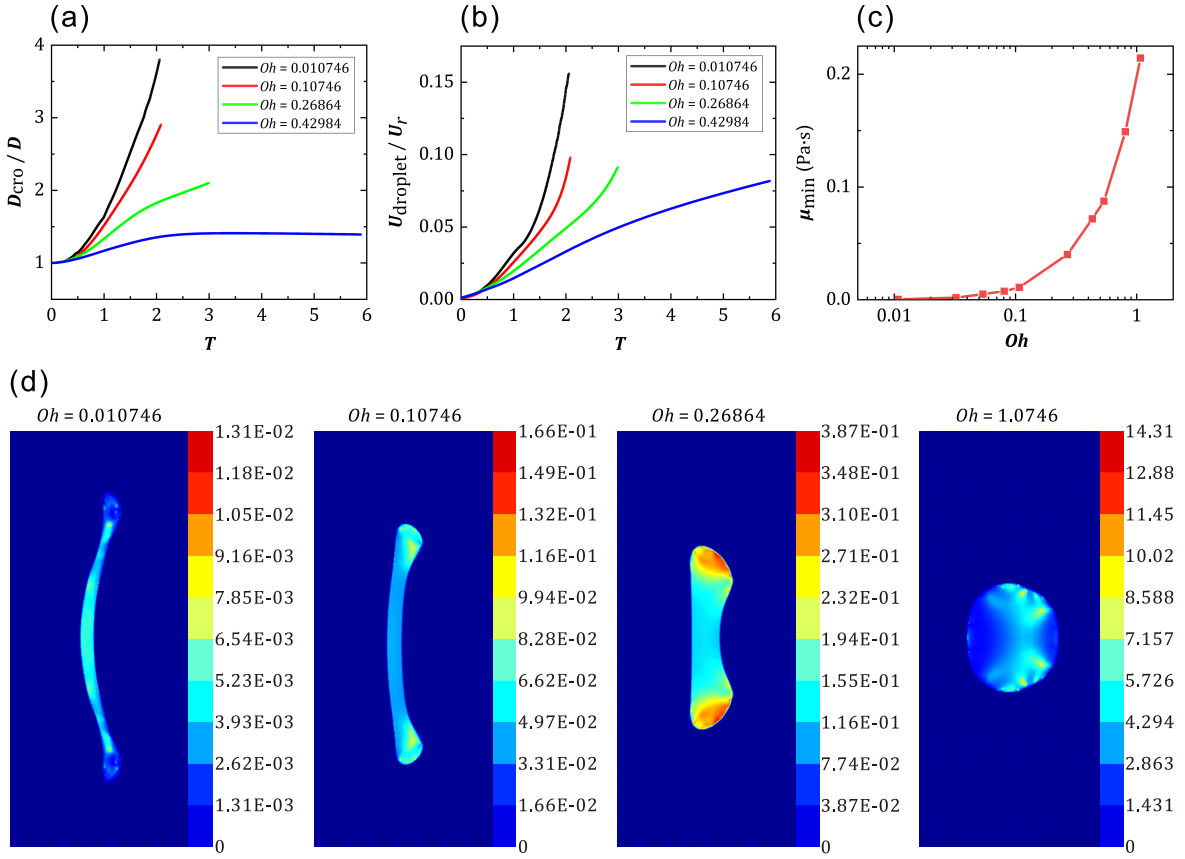 (a)
D_cro / D
4
3
2
1
0 1 2 3 4 5 6
T
Oh = 0.010746
Oh = 0.10746
Oh = 0.26864
Oh = 0.42984
(b)
U_droplet / U_r
0.15
0.10
0.05
0.00
0 1 2 3 4 5 6
T
Oh = 0.010746
Oh = 0.10746
Oh = 0.26864
Oh = 0.42984
(c)
μ_min (Pa·s)
0.2
0.1
0.0
0.01 0.1 1
Oh
(d)
Oh = 0.010746
1.31E-02
1.18E-02
1.05E-02
9.16E-03
7.85E-03
6.54E-03
5.23E-03
3.93E-03
2.62E-03
1.31E-03
0
Oh = 0.10746
1.66E-01
1.49E-01
1.32E-01
1.16E-01
9.94E-02
8.28E-02
6.62E-02
4.97E-02
3.31E-02
1.66E-02
0
Oh = 0.26864
3.87E-01
3.48E-01
3.10E-01
2.71E-01
2.32E-01
1.94E-01
1.55E-01
1.16E-01
7.74E-02
3.87E-02
0
Oh = 1.0746
14.31
12.88
11.45
10.02
8.588
7.157
5.726
4.294
2.863
1.431
0